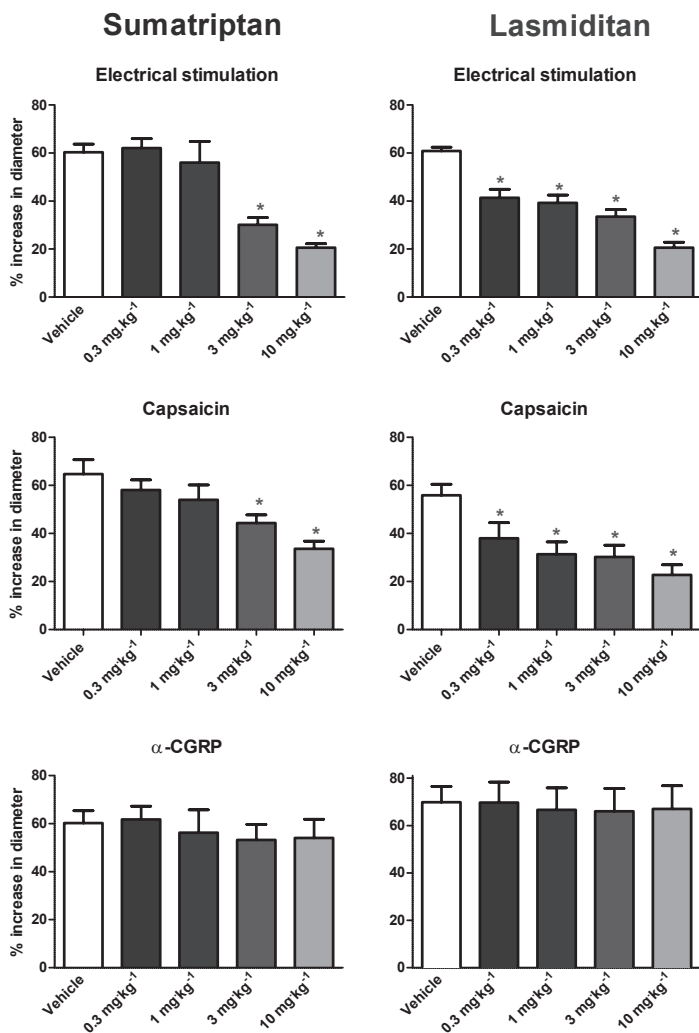 Sumatriptan
Lasmiditan
Electrical stimulation
% increase in diameter
80
60
40
20
0
* *
Vehicle
0.3 mg.kg⁻¹
1 mg.kg⁻¹
3 mg.kg⁻¹
10 mg.kg⁻¹
Electrical stimulation
80
60
40
20
0
* * * *
Vehicle
0.3 mg.kg⁻¹
1 mg.kg⁻¹
3 mg.kg⁻¹
10 mg.kg⁻¹
Capsaicin
% increase in diameter
80
60
40
20
0
* *
Vehicle
0.3 mg·kg⁻¹
1 mg·kg⁻¹
3 mg·kg⁻¹
10 mg·kg⁻¹
Capsaicin
80
60
40
20
0
* * * *
Vehicle
0.3 mg·kg⁻¹
1 mg·kg⁻¹
3 mg·kg⁻¹
10 mg·kg⁻¹
α-CGRP
% increase in diameter
80
60
40
20
0
Vehicle
0.3 mg·kg⁻¹
1 mg·kg⁻¹
3 mg·kg⁻¹
10 mg·kg⁻¹
α-CGRP
80
60
40
20
0
Vehicle
0.3 mg·kg⁻¹
1 mg·kg⁻¹
3 mg·kg⁻¹
10 mg·kg⁻¹